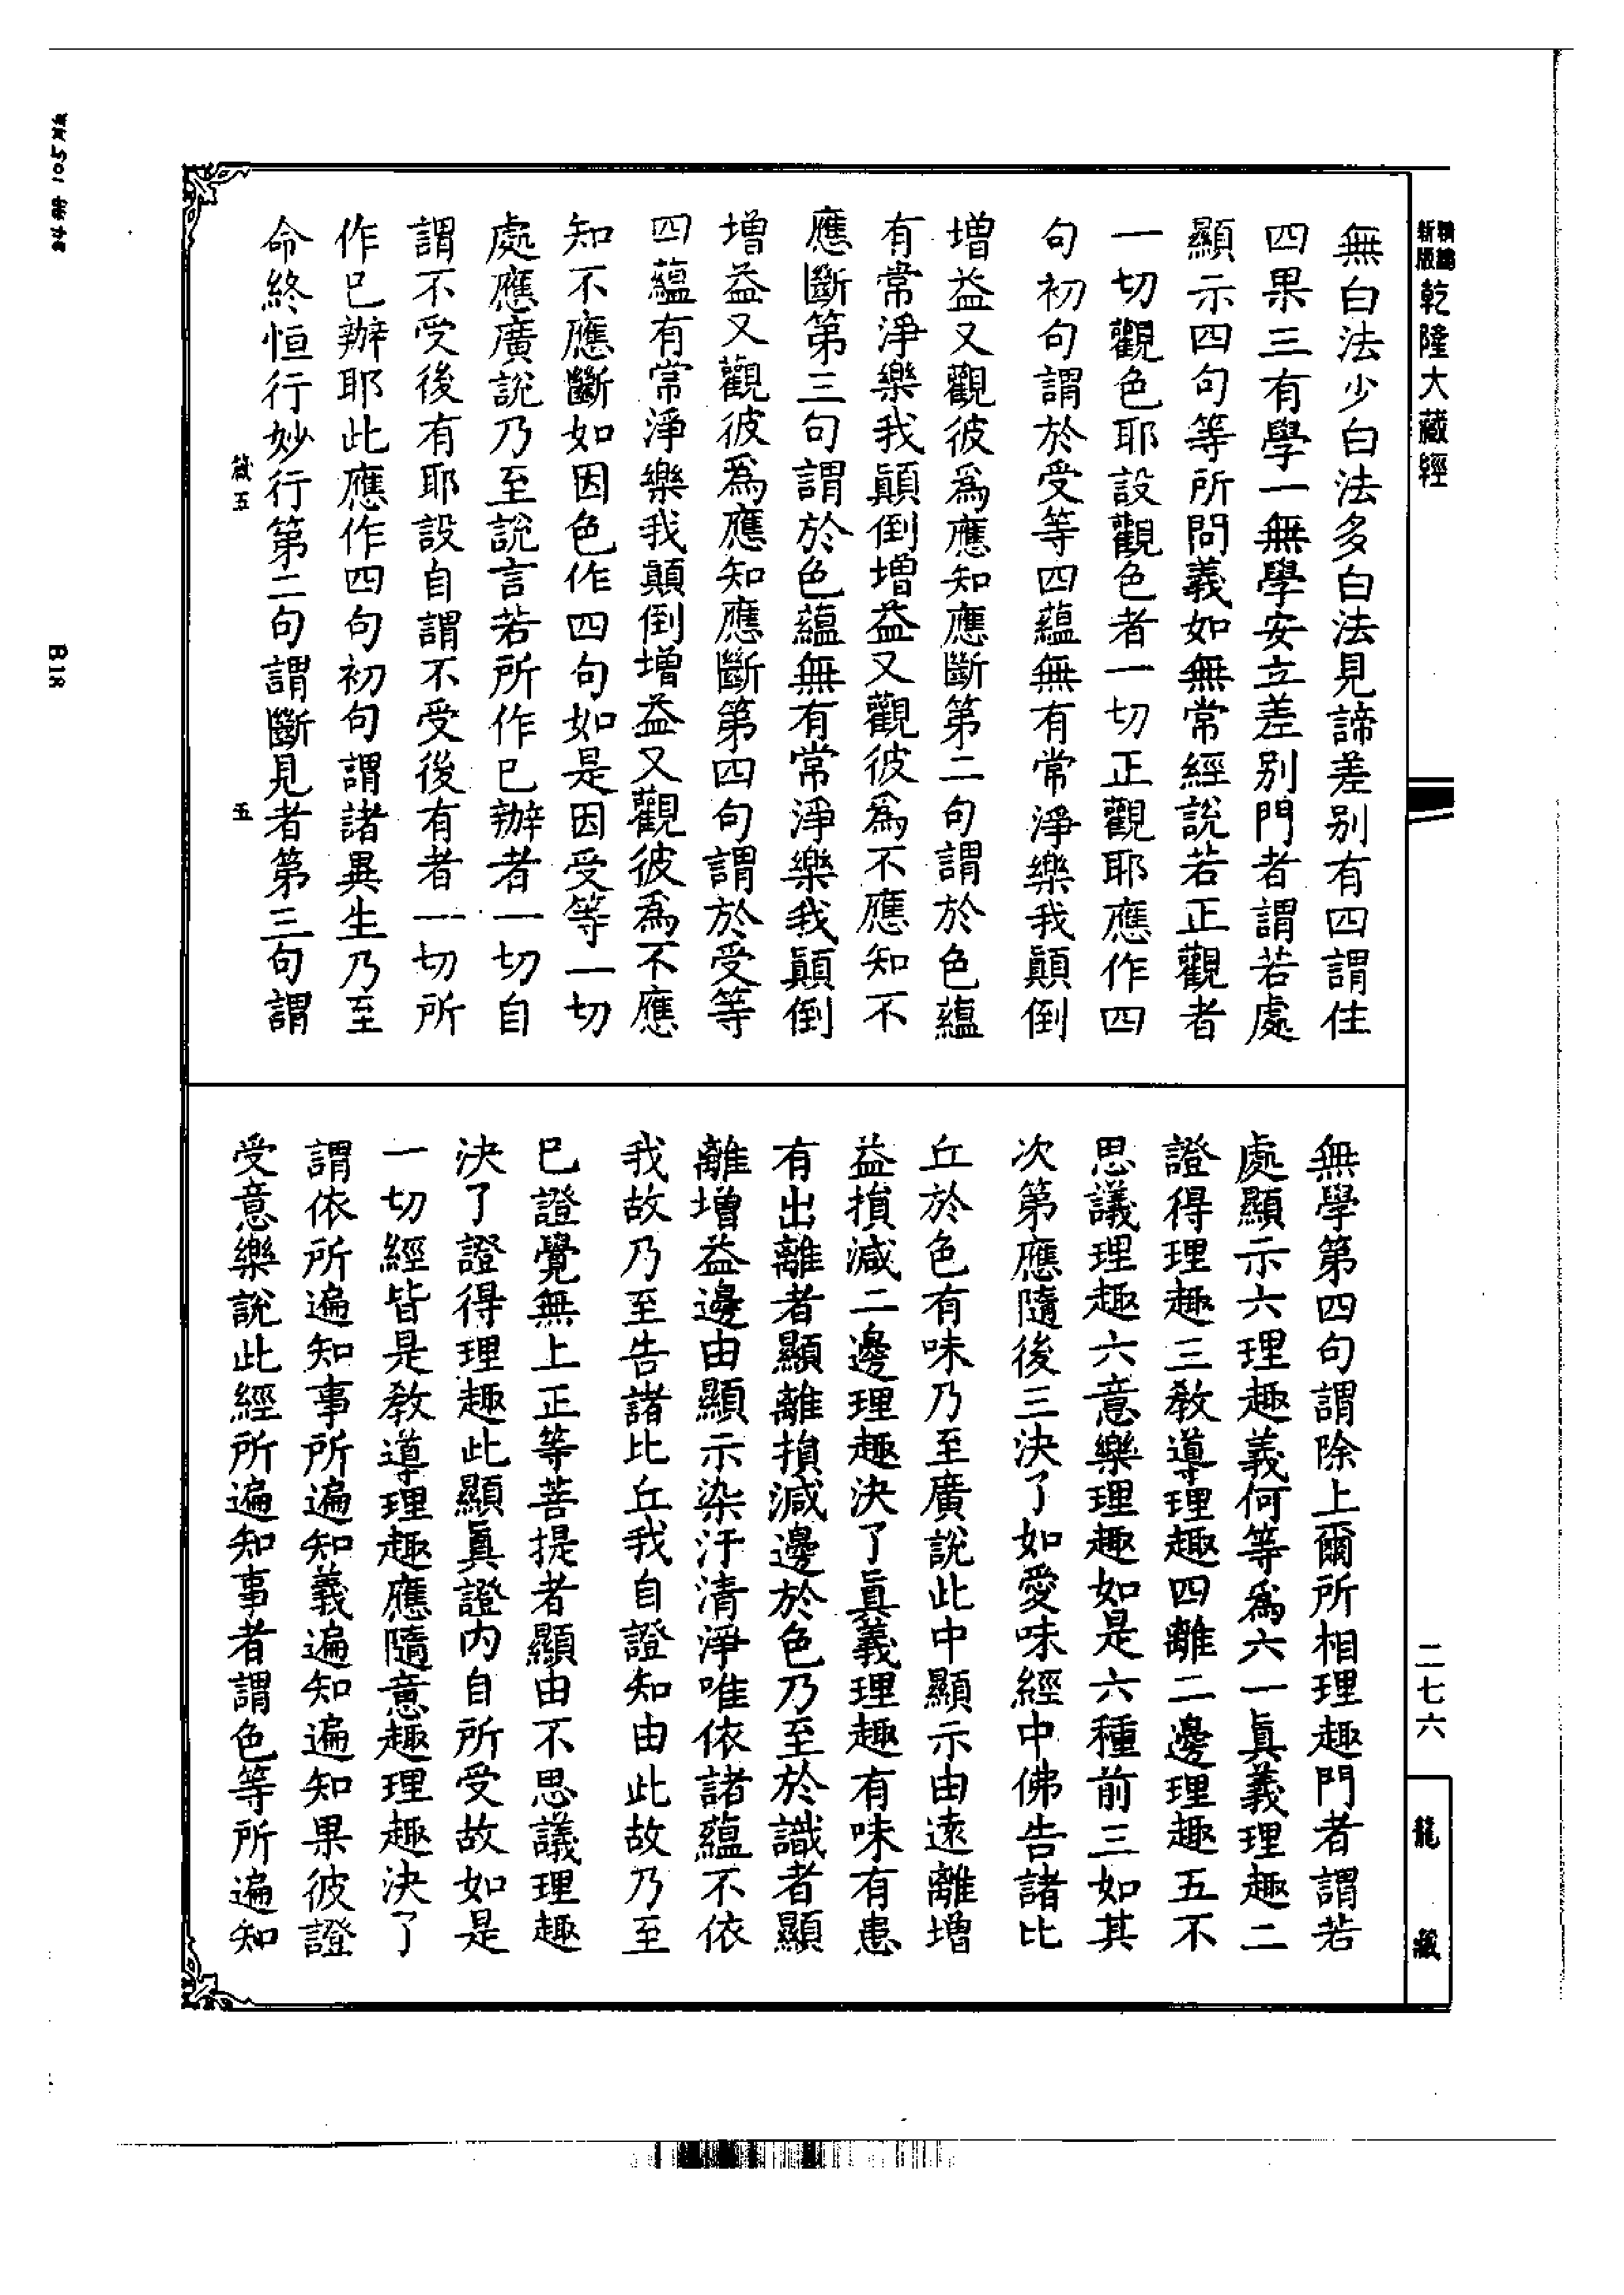 新版
精編
乾隆大藏經
二七六
龍藏
無白法少白法多白法見諦差别有四謂住
四果三有學一無學安立差别門者謂若處
顯示四句等所問義如無常經說若正觀者
一切觀色耶設觀色者一切正觀耶應作四
句初句謂於受等四蘊無有常淨樂我顚倒
增益又觀彼爲應知應斷第二句謂於色蘊
有常淨樂我顚倒增益又觀彼爲不應知不
應斷第三句謂於色蘊無有常淨樂我顚倒
增益又觀彼爲應知應斷第四句謂於受等
四蘊有常淨樂我顚倒增益又觀彼爲不應
知不應斷如因色作四句如是因受等一切
處應廣說乃至說言若所作已辦者一切自
謂不受後有耶設自謂不受後有者一切所
作已辦耶此應作四句初句謂諸異生乃至
命終恒行妙行第二句謂斷見者第三句謂
箴五
五
無學第四句謂除上爾所相理趣門者謂若
處顯示六理趣義何等爲六一眞義理趣二
證得理趣三敎導理趣四離二邊理趣五不
思議理趣六意樂理趣如是六種前三如其
次第應隨後三決了如愛味經中佛告諸比
丘於色有味乃至廣說此中顯示由遠離增
益損減二邊理趣決了眞義理趣有味有患
有出離者顯離損減邊於色乃至於識者顯
離增益邊由顯示染汙清淨唯依諸蘊不依
我故乃至告諸比丘我自證知由此故乃至
已證覺無上正等菩提者顯由不思議理趣
決了證得理趣此顯眞證内自所受故如是
一切經皆是敎導理趣應隨意趣理趣決了
謂依所遍知事所遍知義遍知遍知果彼證
受意樂說此經所遍知事者謂色等所遍知
B18